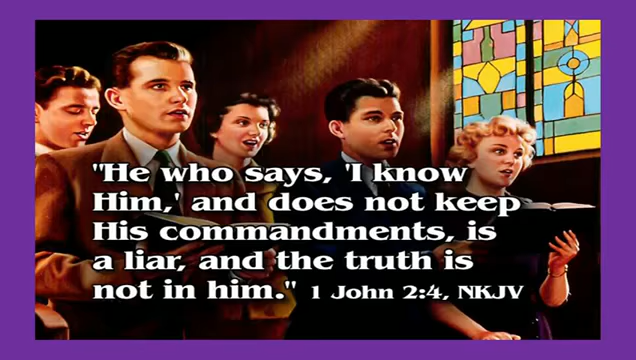 "He who says, 'I know
Him,' and does not keep
His commandments, is
a liar, and the truth is
not in him." 1 John 2:4, NKJV